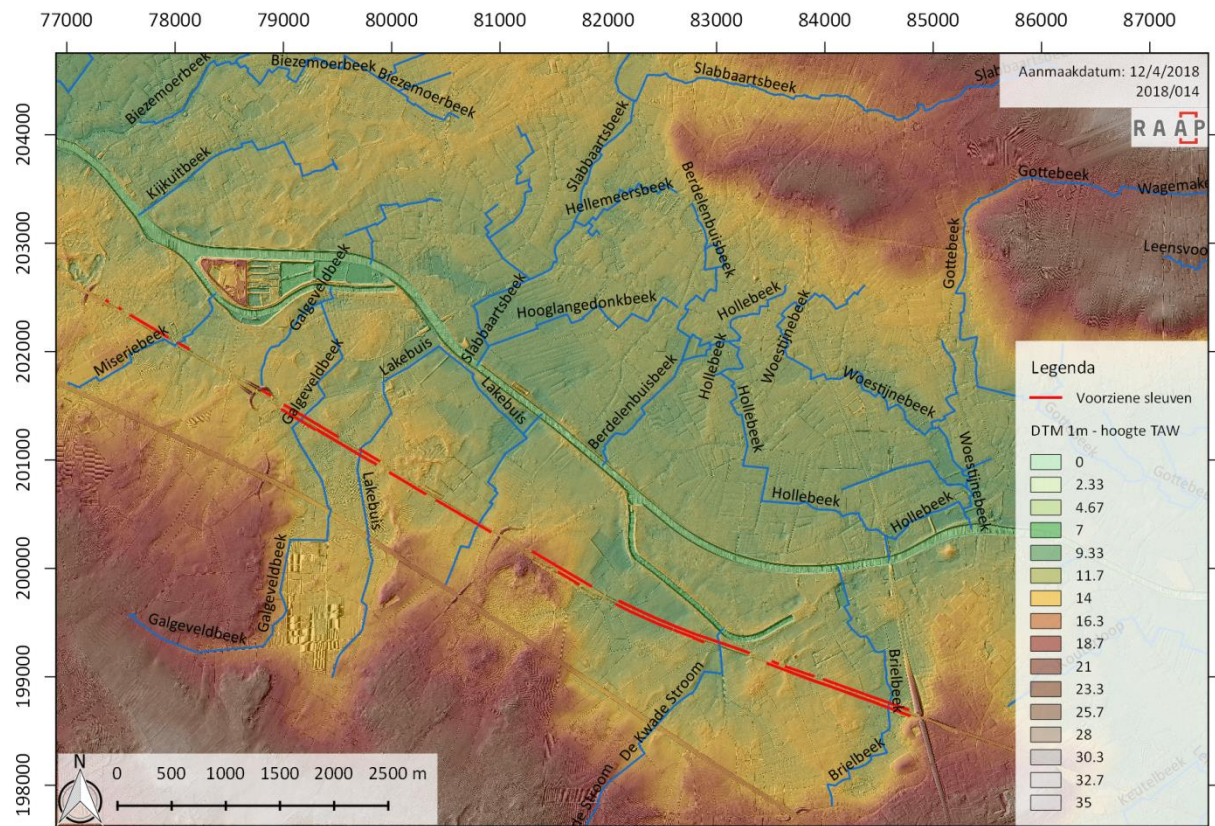 77000 78000 79000 80000 81000 82000 83000 84000 85000 86000 87000
204000
203000
202000
201000
200000
199000
198000
Aanmaakdatum: 12/4/2018
2018/014
RAAP
Biezemoerbeek
Biezemoerbeek
Biezemoerbeek
Slabbaartsbeek
Kijkuitbeek
Slabbaartsbeek
Hellemeersbeek
Berdelenbuisbeek
Gottebeek
Gottebeek
Leensvoo
Galgeveldbeek
Slabbaartsbeek
Hooglangedonkbeek
Hollebeek
Woestijnebeek
Miseriebeek
Galgeveldbeek
Lakebuis
Lakebuis
Berdelenbuisbeek
Hollebeek
Hollebeek
Woestijnebeek
Woestijnebeek
Lakebuis
Hollebeek
Hollebeek
Galgeveldbeek
Galgeveldbeek
De Kwade Stroom
de Stroom
Brielbeek
Brielbeek
Gottebeek
Keutelbeek
Legenda
Voorziene sleuven
DTM 1m - hoogte TAW
0
2.33
4.67
7
9.33
11.7
14
16.3
18.7
21
23.3
25.7
28
30.3
32.7
35
N
0 500 1000 1500 2000 2500 m